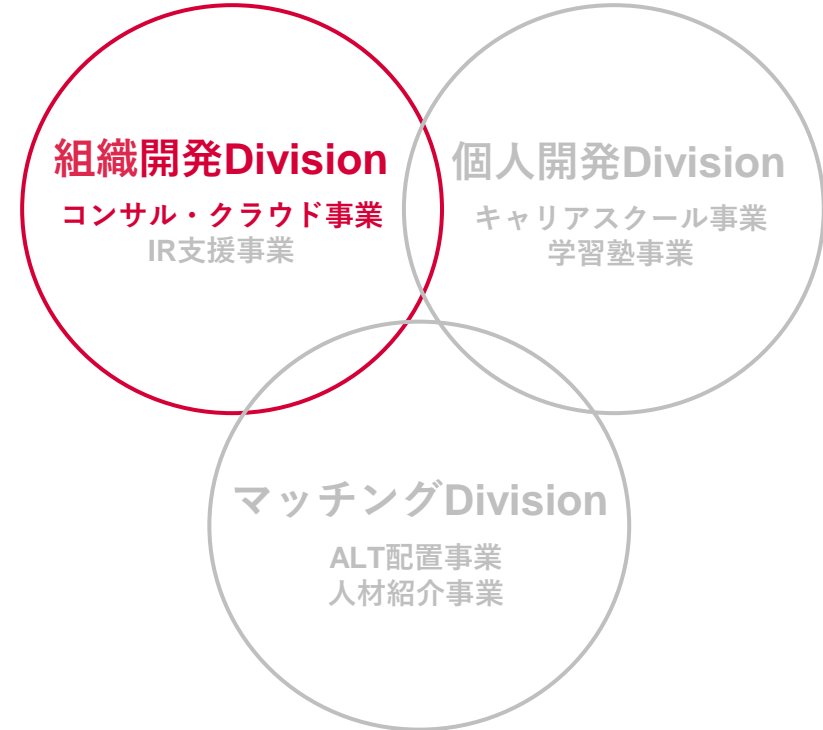 組織開発Division
コンサル・クラウド事業
IR支援事業
個人開発Division
キャリアスクール事業
学習塾事業
マッチングDivision
ALT配置事業
人材紹介事業